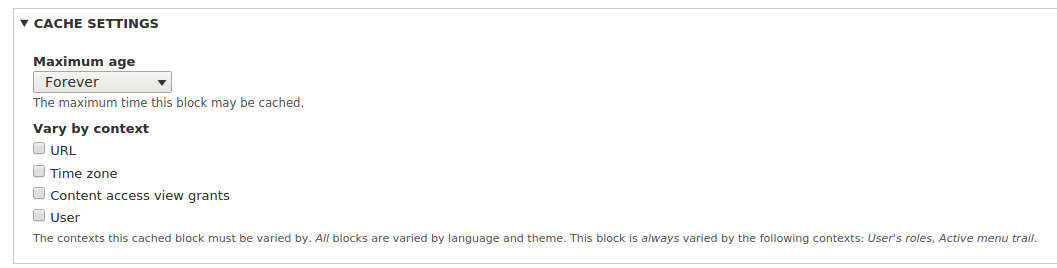 CACHE SETTINGS
Maximum age
Forever
The maximum time this block may be cached.
Vary by context
URL
Time zone
Content access view grants
User
The contexts this cached block must be varied by. All blocks are varied by language and theme. This block is always varied by the following contexts: User's roles, Active menu trail.